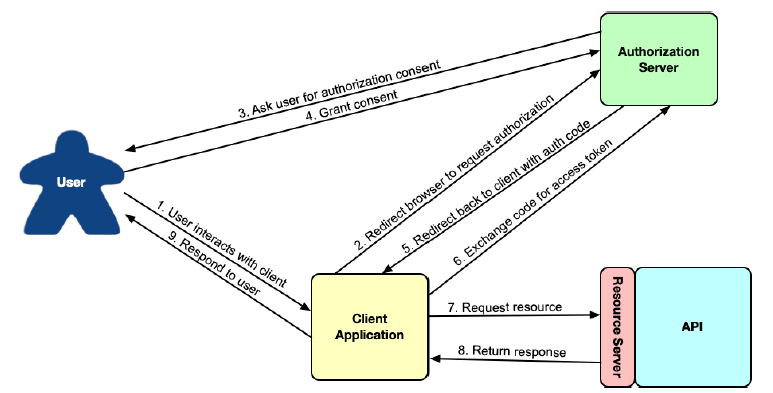 Authorization
Server
3. Ask user for authorization consent
4. Grant consent
User
2. Redirect browser to request authorization
5. Redirect back to client with auth code
6. Exchange code for access token
1. User interacts with client
9. Respond to user
Client
Application
7. Request resource
8. Return response
Resource Server
API